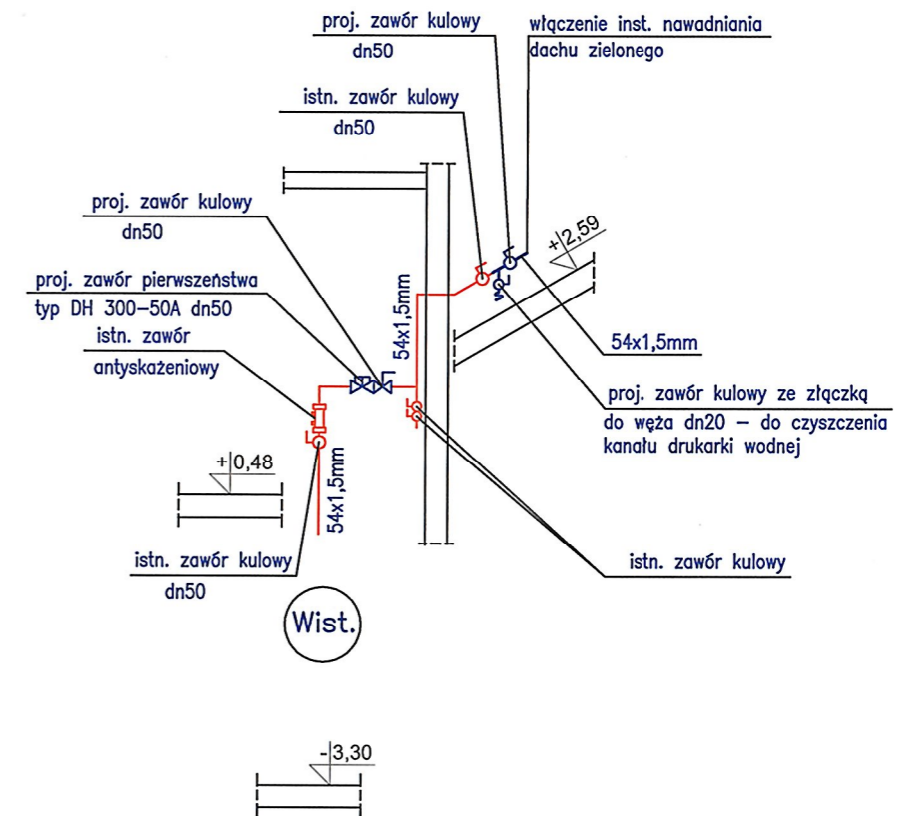 proj. zawór kulowy
dn50
włączenie inst. nawadniania
dachu zielonego
istn. zawór kulowy
dn50
proj. zawór kulowy
dn50
+2,59
proj. zawór pierwszeństwa
typ DH 300-50A dn50
istn. zawór
antyskażeniowy
54x1,5mm
54x1,5mm
proj. zawór kulowy ze złączką
do węża dn20 – do czyszczenia
kanału drukarki wodnej
+0,48
54x1,5mm
istn. zawór kulowy
dn50
istn. zawór kulowy
Wist.
-3,30